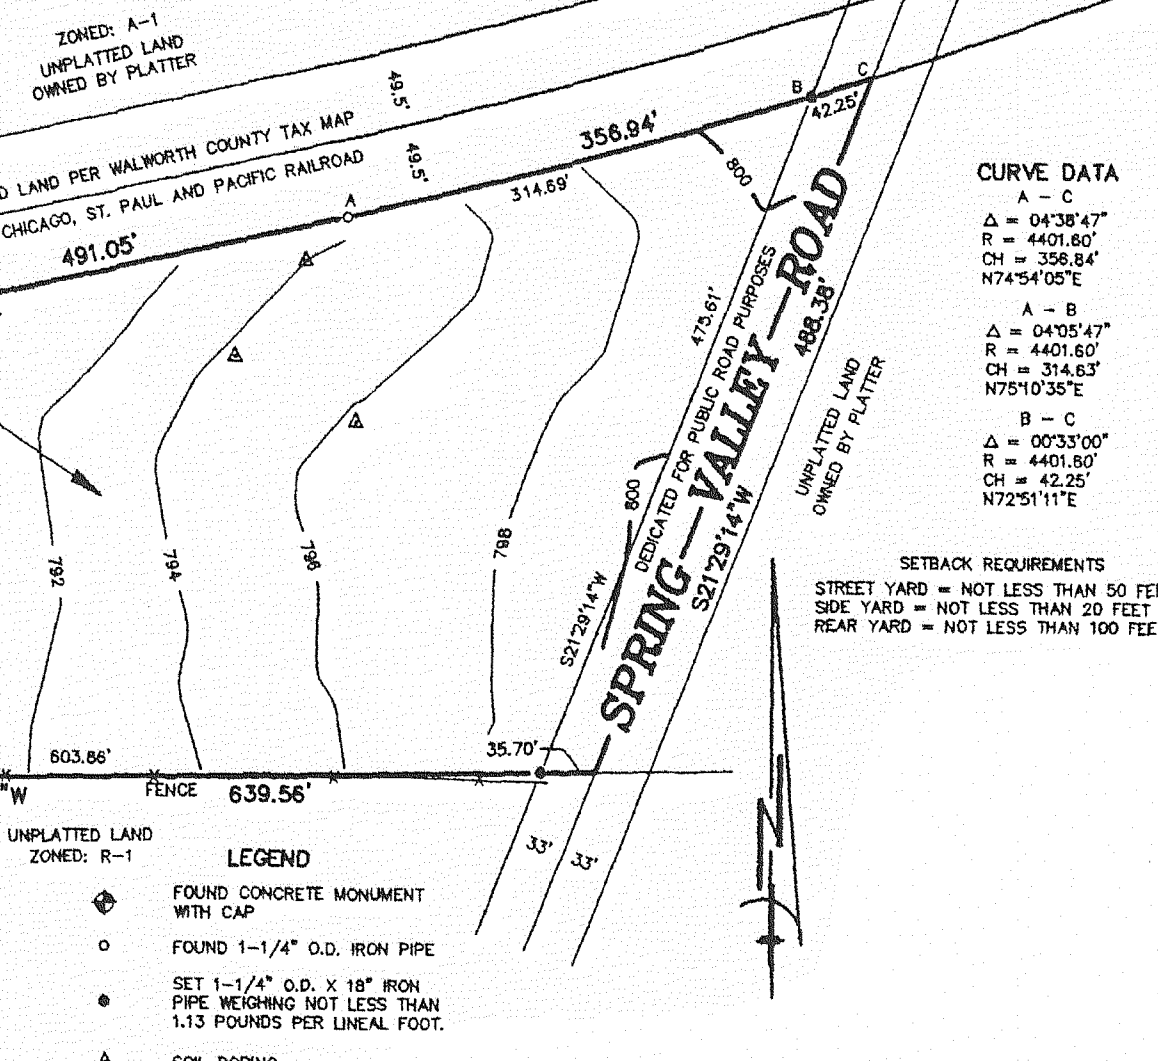 ZONED: A-1
UNPLATTED LAND
OWNED BY PLATTER
49.5'
49.5'
LAND PER WALWORTH COUNTY TAX MAP
CHICAGO, ST. PAUL AND PACIFIC RAILROAD
491.05'
A
356.94'
314.69'
B
C
42.25'
800
475.61'
DEDICATED FOR PUBLIC ROAD PURPOSES
SPRING VALLEY ROAD
488.38'
S21°29'14"W
S21°29'14"W
800
UNPLATTED LAND
OWNED BY PLATTER
792
794
796
798
CURVE DATA
A - C
Δ = 04°38'47"
R = 4401.60'
CH = 356.84'
N74°54'05"E
A - B
Δ = 04°05'47"
R = 4401.60'
CH = 314.63'
N75°10'35"E
B - C
Δ = 00°33'00"
R = 4401.60'
CH = 42.25'
N72°51'11"E
SETBACK REQUIREMENTS
STREET YARD = NOT LESS THAN 50 FE
SIDE YARD = NOT LESS THAN 20 FEET
REAR YARD = NOT LESS THAN 100 FEE
N
603.86'
35.70'
"W
FENCE
639.56'
33'
33'
UNPLATTED LAND
ZONED: R-1
LEGEND
FOUND CONCRETE MONUMENT
WITH CAP
FOUND 1-1/4" O.D. IRON PIPE
SET 1-1/4" O.D. X 18" IRON
PIPE WEIGHING NOT LESS THAN
1.13 POUNDS PER LINEAL FOOT.
SOIL BORING